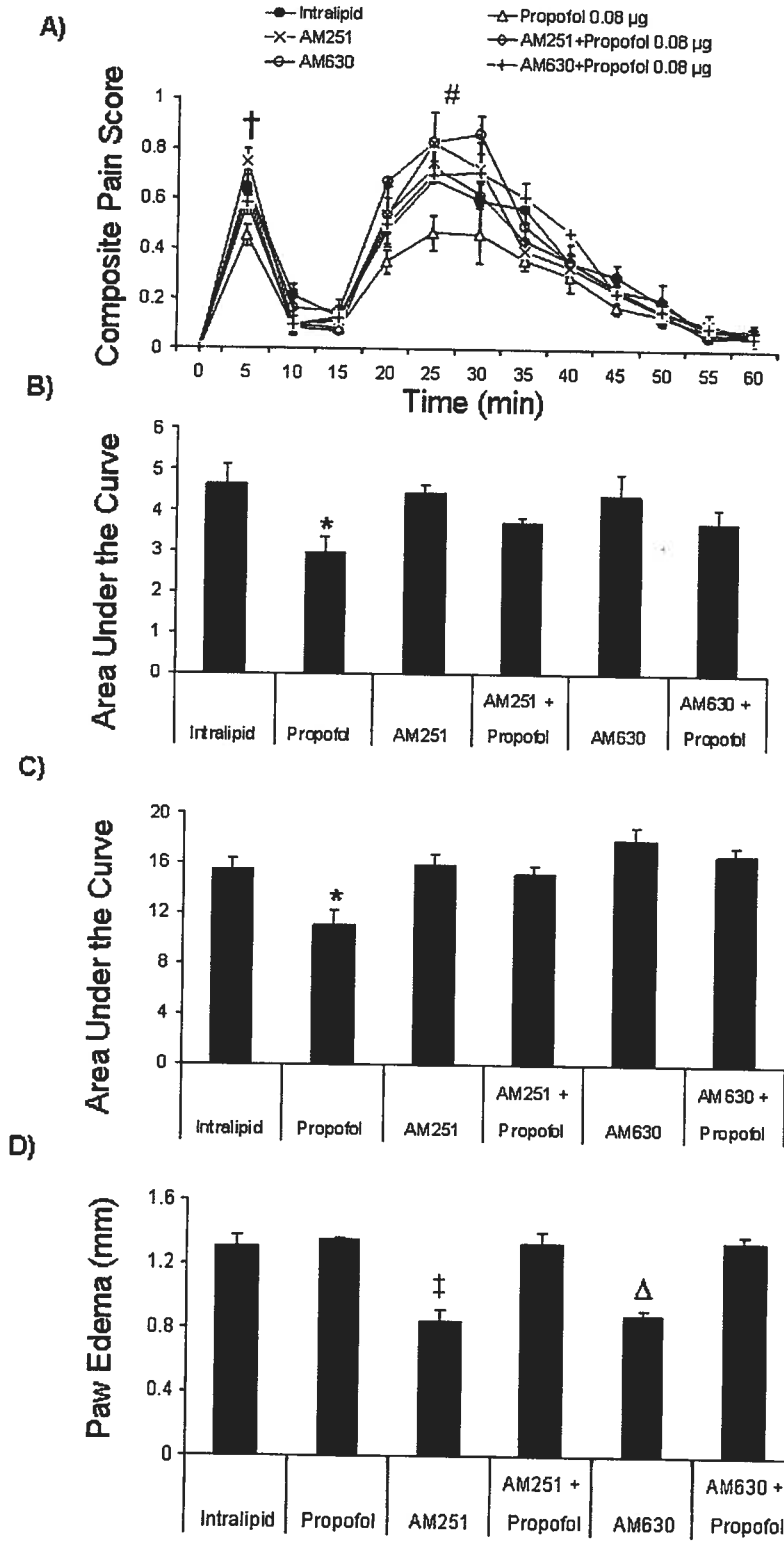 A)
Intralipid
AM251
AM630
Propofol 0.08 µg
AM251+Propofol 0.08 µg
AM630+Propofol 0.08 µg
† #
Composite Pain Score
1
0.8
0.6
0.4
0.2
0
0 5 10 15 20 25 30 35 40 45 50 55 60
Time (min)
B)
Area Under the Curve
6
5
4
3
2
1
0
*
Intralipid Propofol AM251 AM251 + Propofol AM630 AM630 + Propofol
C)
Area Under the Curve
20
16
12
8
4
0
*
Intralipid Propofol AM251 AM251 + Propofol AM630 AM630 + Propofol
D)
Paw Edema (mm)
1.6
1.2
0.8
0.4
0
‡ Δ
Intralipid Propofol AM251 AM251 + Propofol AM630 AM630 + Propofol